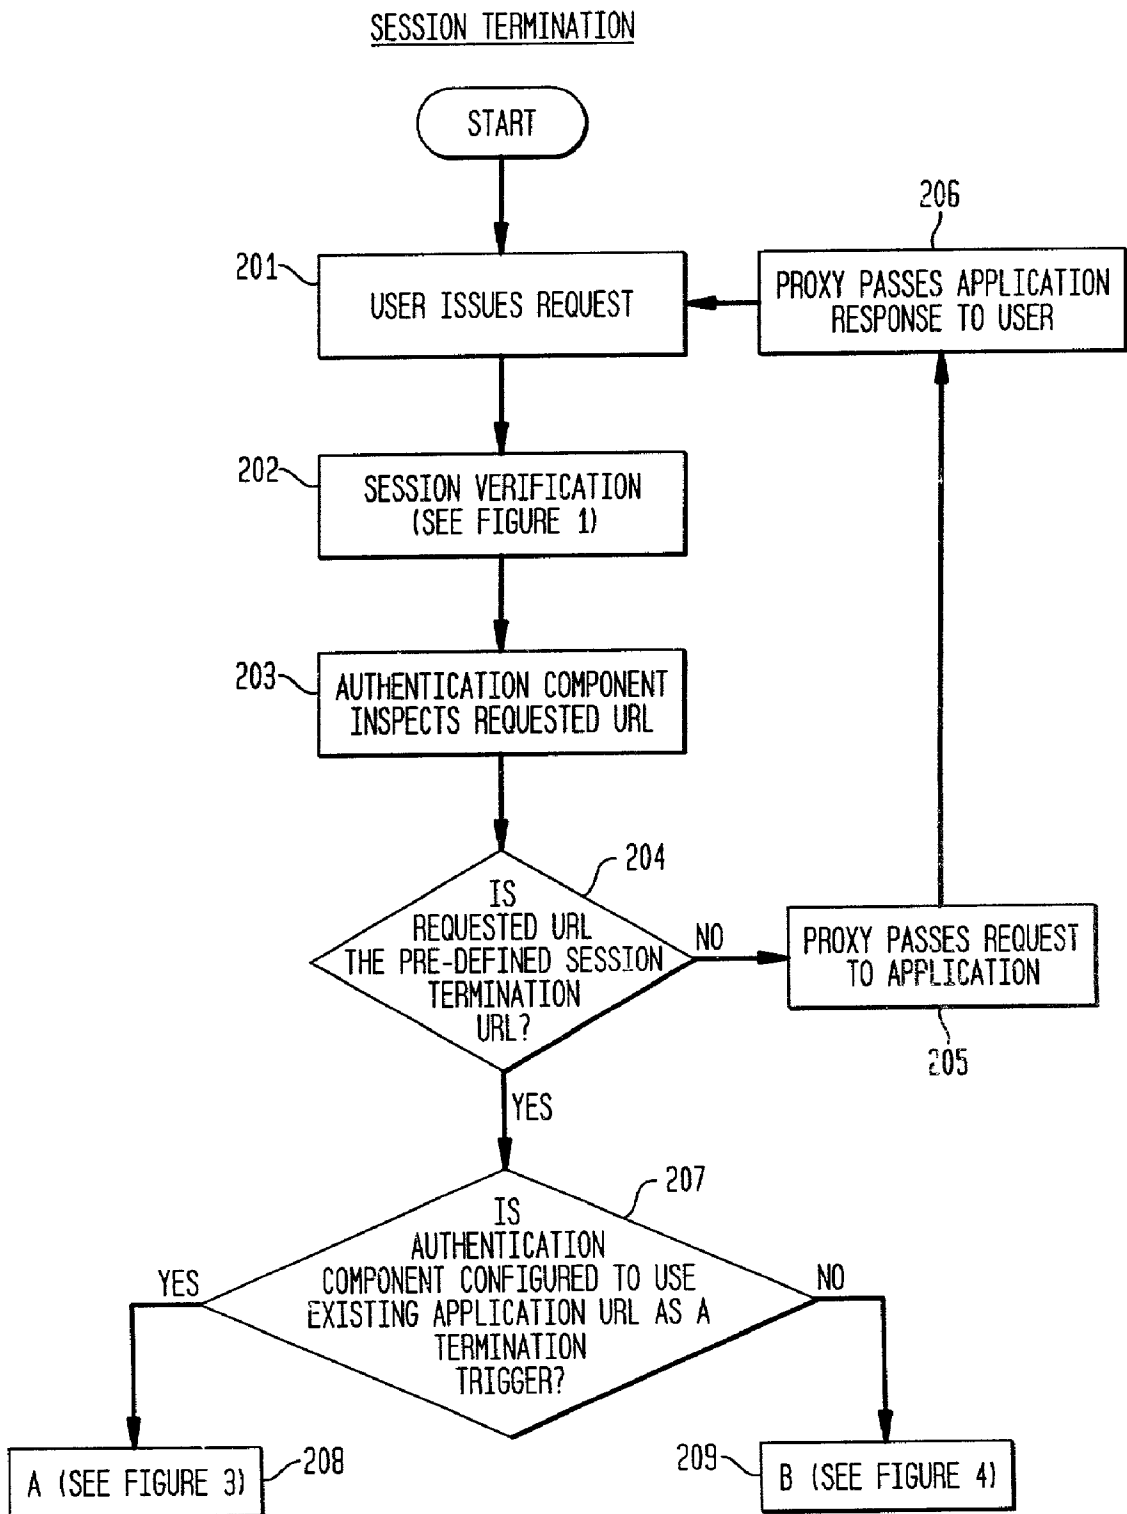 SESSION TERMINATION
START
206
201
USER ISSUES REQUEST
PROXY PASSES APPLICATION
RESPONSE TO USER
202
SESSION VERIFICATION
(SEE FIGURE 1)
203
AUTHENTICATION COMPONENT
INSPECTS REQUESTED URL
204
IS
REQUESTED URL
THE PRE-DEFINED SESSION
TERMINATION
URL?
NO
PROXY PASSES REQUEST
TO APPLICATION
205
YES
207
IS
AUTHENTICATION
COMPONENT CONFIGURED TO USE
EXISTING APPLICATION URL AS A
TERMINATION
TRIGGER?
YES
NO
A (SEE FIGURE 3)
208
209
B (SEE FIGURE 4)